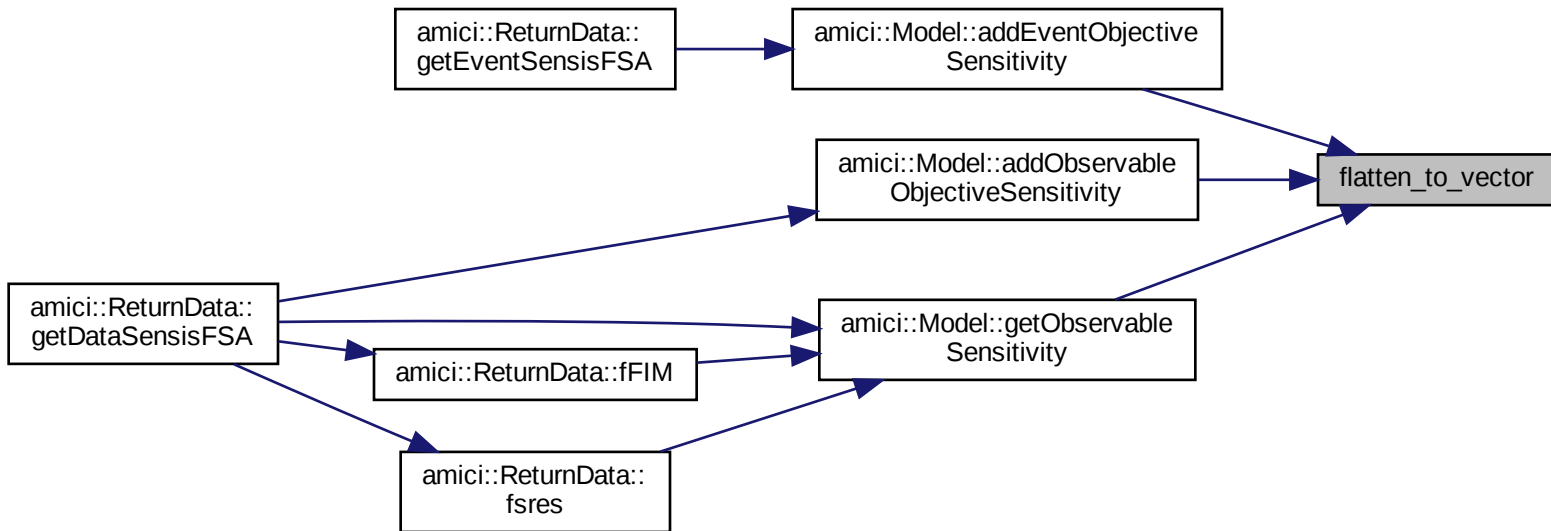 amici::ReturnData::
getEventSensisFSA
amici::Model::addEventObjective
Sensitivity
amici::Model::addObservable
ObjectiveSensitivity
flatten_to_vector
amici::ReturnData::
getDataSensisFSA
amici::Model::getObservable
Sensitivity
amici::ReturnData::fFIM
amici::ReturnData::
fsres